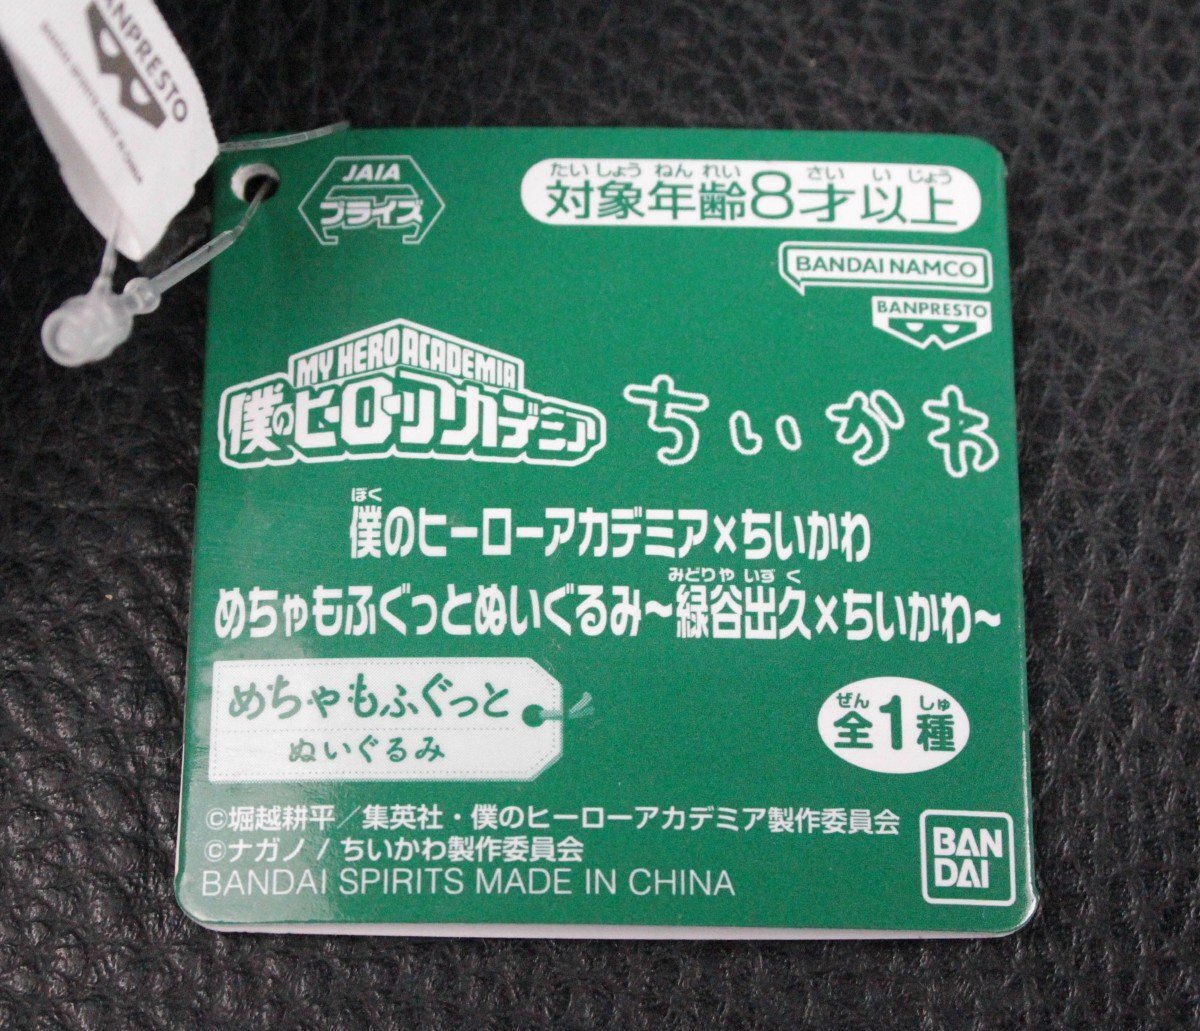 BANPRESTO
BANDAI SPIRITS MADE IN CHINA
JAIA
プライズ
たいしょうねんれい さいいじょう
対象年齢8才以上
BANDAI NAMCO
BANPRESTO
MY HERO ACADEMIA
僕のヒーローアカデミア
ちいかわ
ぼく
僕のヒーローアカデミア×ちいかわ
みどりや いずく
めちゃもふぐっとぬいぐるみ～緑谷出久×ちいかわ～
めちゃもふぐっと
ぬいぐるみ
ぜん しゅ
全1種
©堀越耕平／集英社・僕のヒーローアカデミア製作委員会
©ナガノ / ちいかわ製作委員会
BANDAI SPIRITS MADE IN CHINA
BAN
DAI